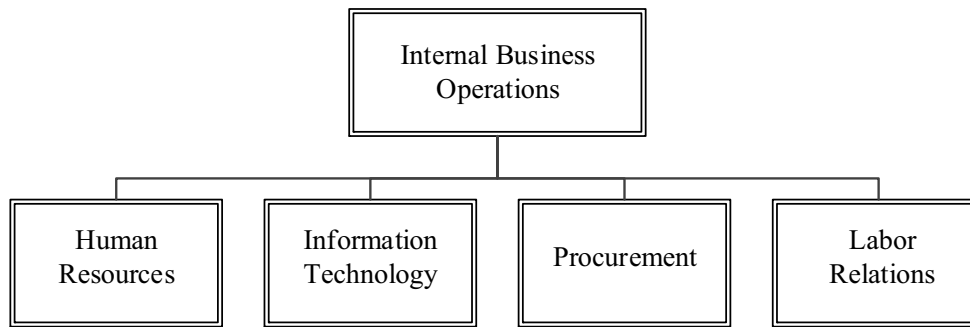 Internal Business
Operations
Human
Resources
Information
Technology
Procurement
Labor
Relations